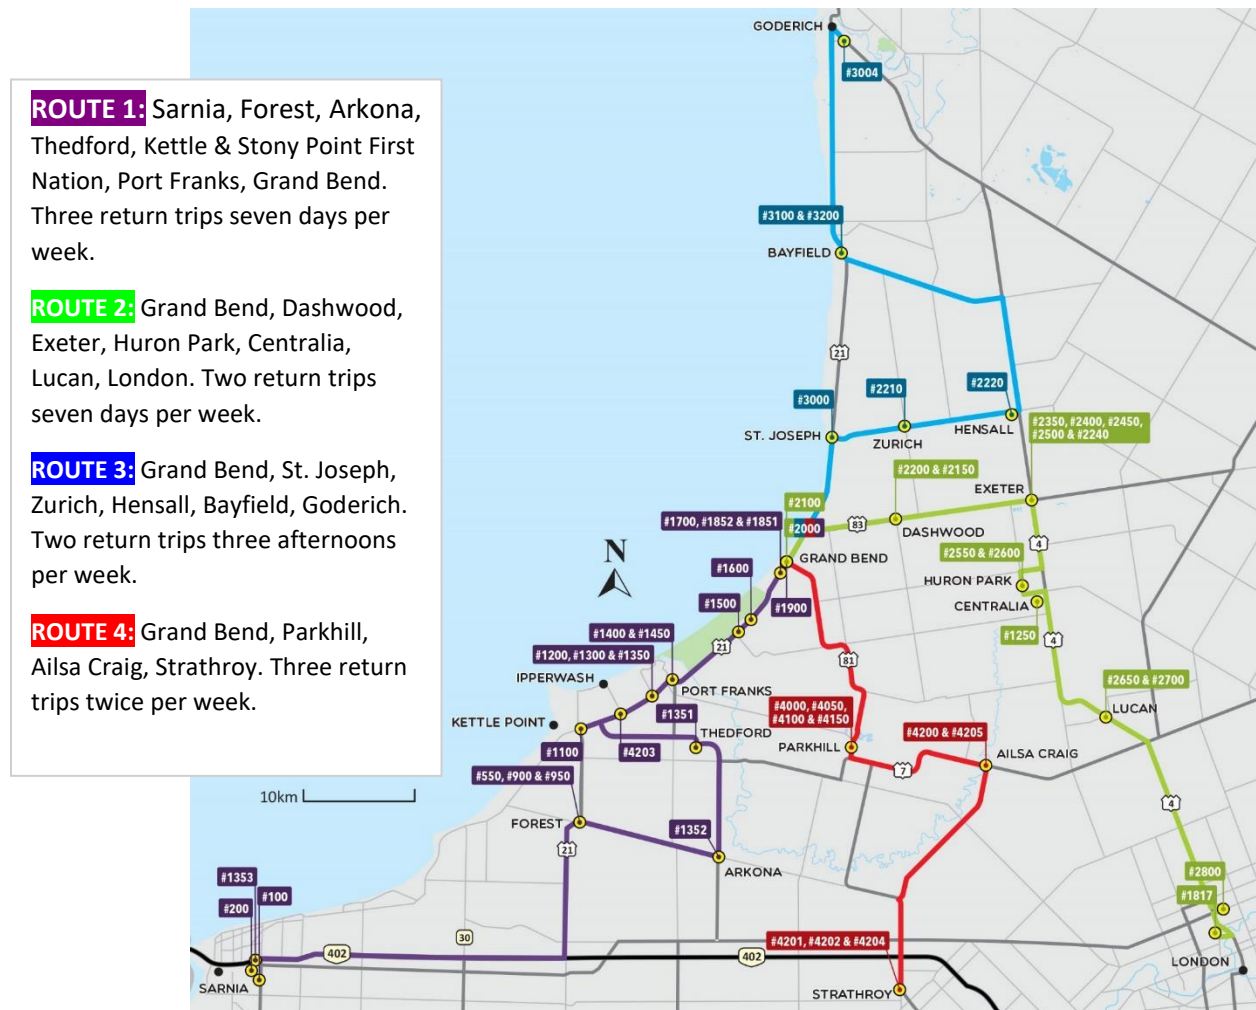 ROUTE 1: Sarnia, Forest, Arkona,
Thedford, Kettle & Stony Point First
Nation, Port Franks, Grand Bend.
Three return trips seven days per
week.
ROUTE 2: Grand Bend, Dashwood,
Exeter, Huron Park, Centralia,
Lucan, London. Two return trips
seven days per week.
ROUTE 3: Grand Bend, St. Joseph,
Zurich, Hensall, Bayfield, Goderich.
Two return trips three afternoons
per week.
ROUTE 4: Grand Bend, Parkhill,
Ailsa Craig, Strathroy. Three return
trips twice per week.
GODERICH
#3004
#3100 & #3200
BAYFIELD
21
#3000
#2210
#2220
ST. JOSEPH
ZURICH
HENSALL
#2350, #2400, #2450,
#2500 & #2240
#2200 & #2150
EXETER
#2100
#1700, #1852 & #1851
#2000
83
DASHWOOD
4
N
GRAND BEND
#2550 & #2600
#1600
HURON PARK
#1500
#1900
CENTRALIA
#1400 & #1450
#1250
4
21
#1200, #1300 & #1350
81
IPPERWASH
PORT FRANKS
#2650 & #2700
KETTLE POINT
#1351
#4000, #4050,
#4100 & #4150
LUCAN
THEDFORD
#4200 & #4205
#1100
#4203
PARKHILL
AILSA CRAIG
7
#550, #900 & #950
10km
4
FOREST
#1352
21
ARKONA
#1353
#100
#200
#2800
#1817
30
402
#4201, #4202 & #4204
402
LONDON
SARNIA
STRATHROY